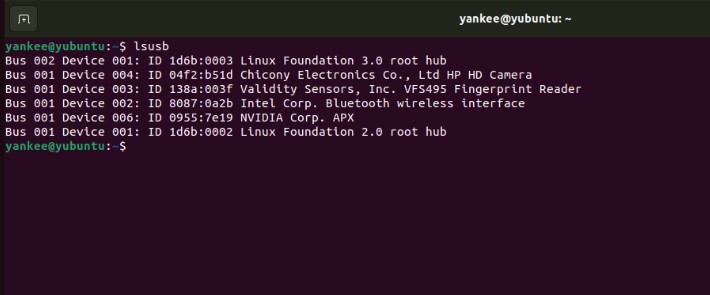 yankee@yubuntu: ~
yankee@yubuntu:~$ lsusb
Bus 002 Device 001: ID 1d6b:0003 Linux Foundation 3.0 root hub
Bus 001 Device 004: ID 04f2:b51d Chicony Electronics Co., Ltd HP HD Camera
Bus 001 Device 003: ID 138a:003f Validity Sensors, Inc. VFS495 Fingerprint Reader
Bus 001 Device 002: ID 8087:0a2b Intel Corp. Bluetooth wireless interface
Bus 001 Device 006: ID 0955:7e19 NVIDIA Corp. APX
Bus 001 Device 001: ID 1d6b:0002 Linux Foundation 2.0 root hub
yankee@yubuntu:~$